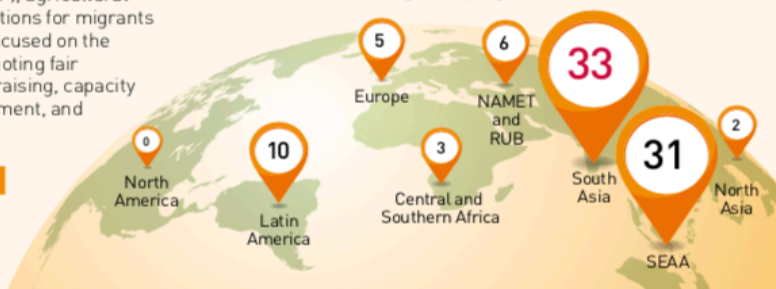 tions for migrants
cused on the
oting fair
raising, capacity
ment, and
5
Europe
6
NAMET
and
RUB
33
South
Asia
2
North
Asia
0
North
America
10
Latin
America
3
Central and
Southern Africa
31
SEAA